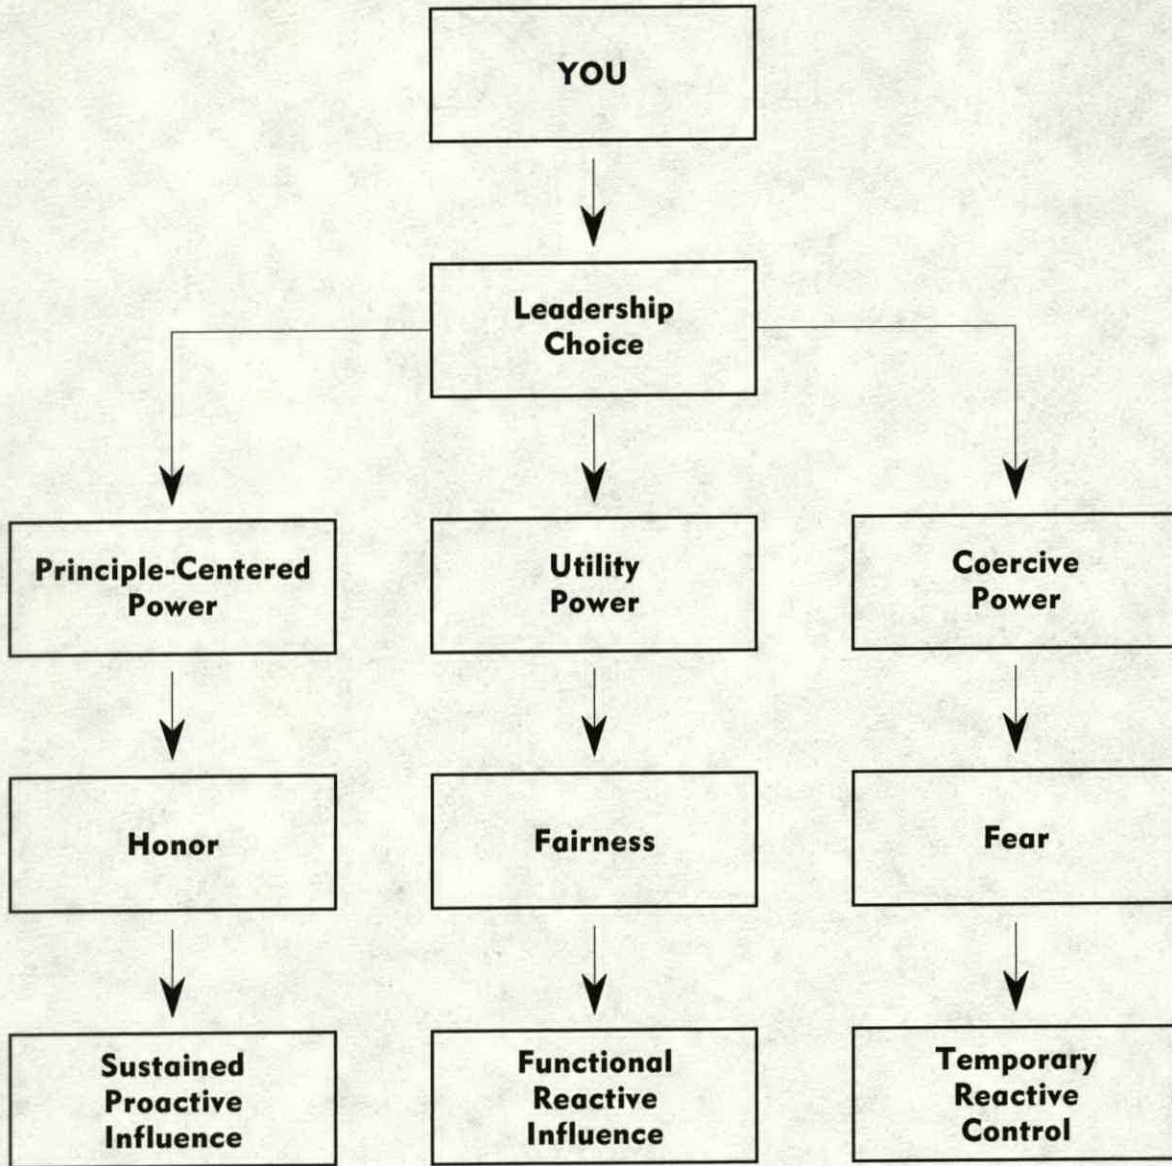 YOU
Leadership
Choice
Principle-Centered
Power
Utility
Power
Coercive
Power
Honor
Fairness
Fear
Sustained
Proactive
Influence
Functional
Reactive
Influence
Temporary
Reactive
Control